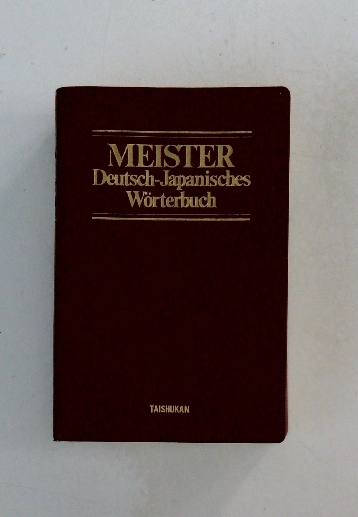 MEISTER
Deutsch-Japanisches
Wörterbuch
TAISHUKAN